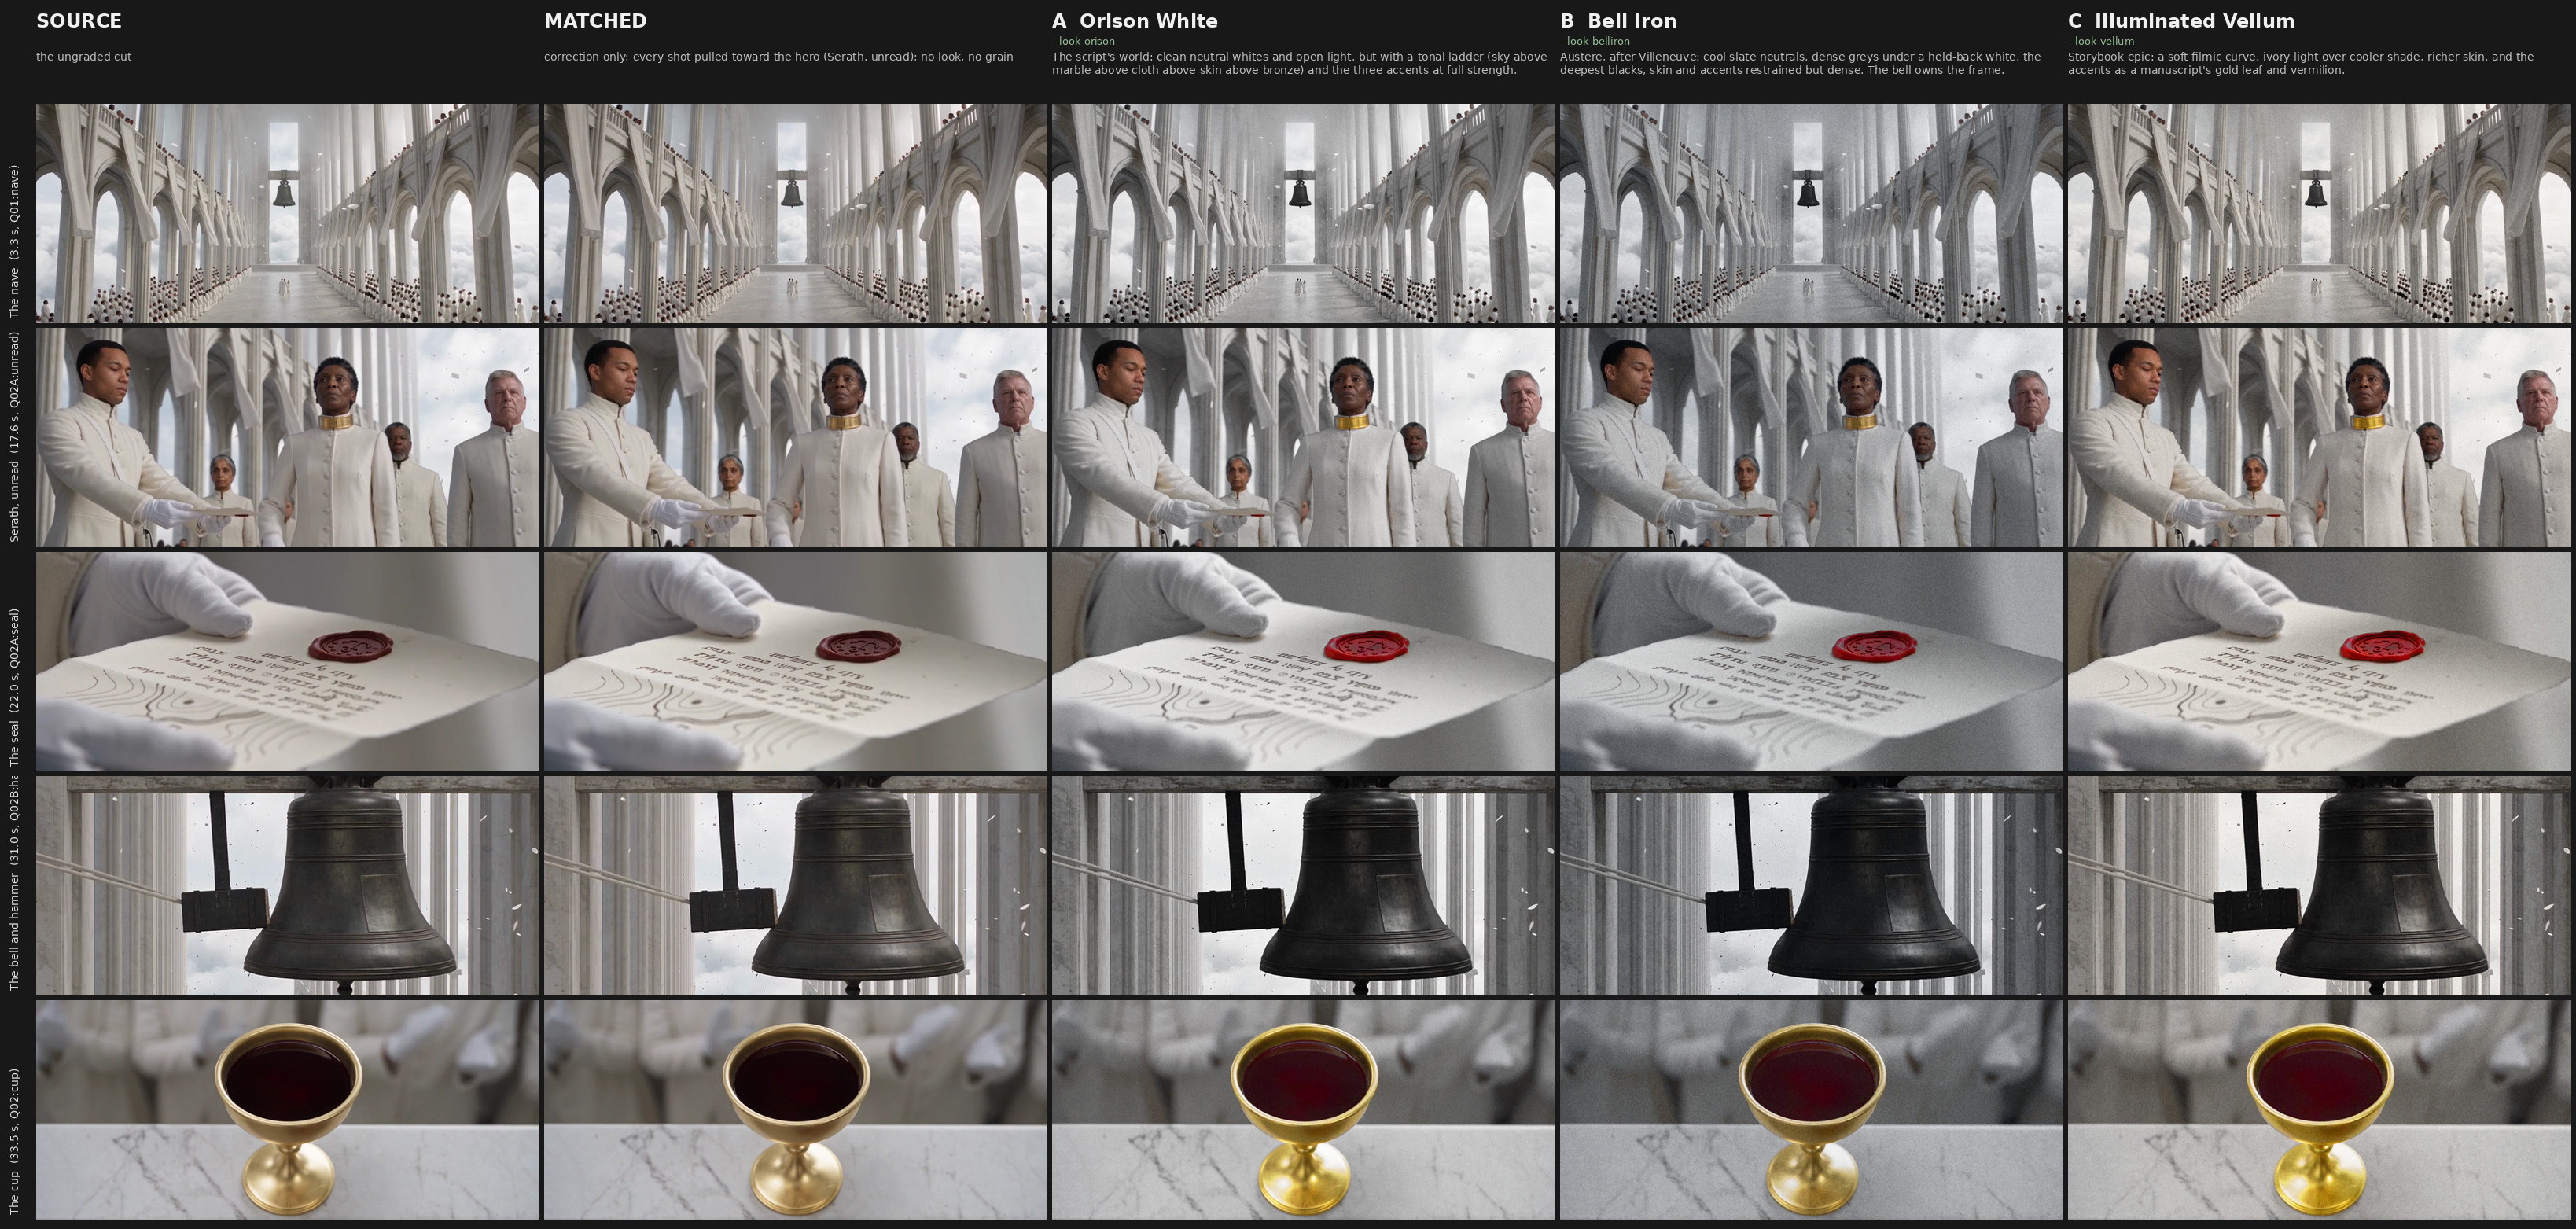 SOURCE
the ungraded cut
MATCHED
correction only: every shot pulled toward the hero (Serath, unread); no look, no grain
A Orison White
--look orison
The script's world: clean neutral whites and open light, but with a tonal ladder (sky above
marble above cloth above skin above bronze) and the three accents at full strength.
B Bell Iron
--look belliron
Austere, after Villeneuve: cool slate neutrals, dense greys under a held-back white, the
deepest blacks, skin and accents restrained but dense. The bell owns the frame.
C Illuminated Vellum
--look vellum
Storybook epic: a soft filmic curve, ivory light over cooler shade, richer skin, and the
accents as a manuscript's gold leaf and vermilion.
The nave (3.3 s, Q01:nave)
Serath, unread (17.6 s, Q02A:unread)
The seal (22.0 s, Q02A:seal)
The bell and hammer (31.0 s, Q02B:ha
The cup (33.5 s, Q02:cup)